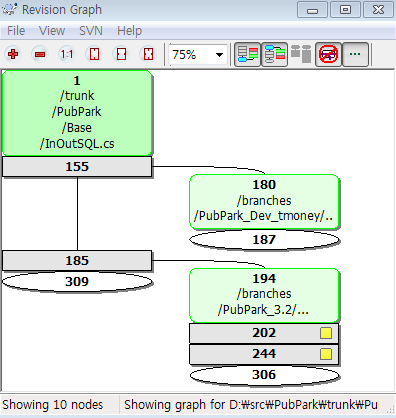 Revision Graph
File View SVN Help
1:1
75%
...
1
/trunk
/PubPark
/Base
/InOutSQL.cs
155
180
/branches
/PubPark_Dev_tmoney/..
187
185
309
194
/branches
/PubPark_3.2/...
202
244
306
Showing 10 nodes
Showing graph for D:₩src₩PubPark₩trunk₩Pu